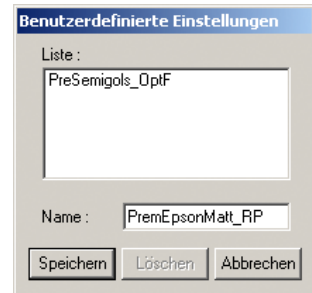 Benutzerdefinierte Einstellungen
Liste :
PreSemigols_OptF
Name : PremEpsonMatt_RP
Speichern Löschen Abbrechen